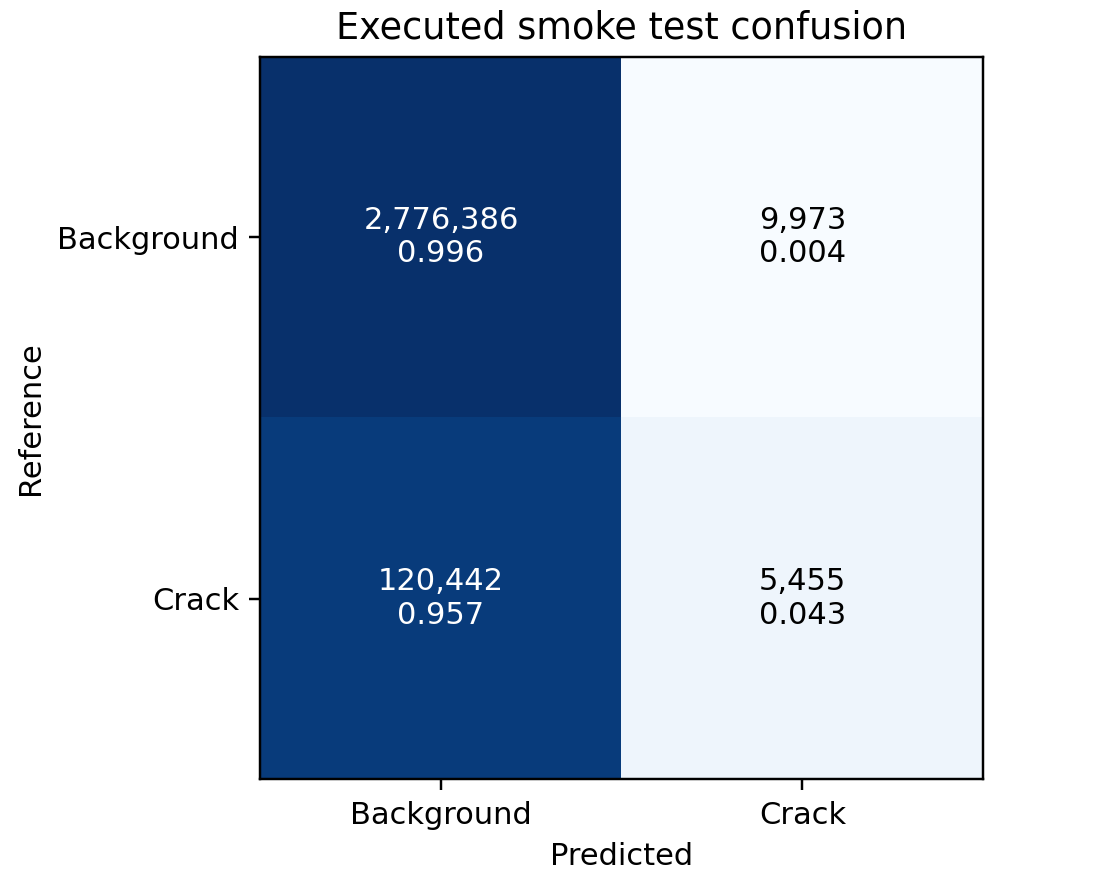 Executed smoke test confusion
2,776,386
0.996
9,973
0.004
Background
Reference
120,442
0.957
5,455
0.043
Crack
Background
Crack
Predicted